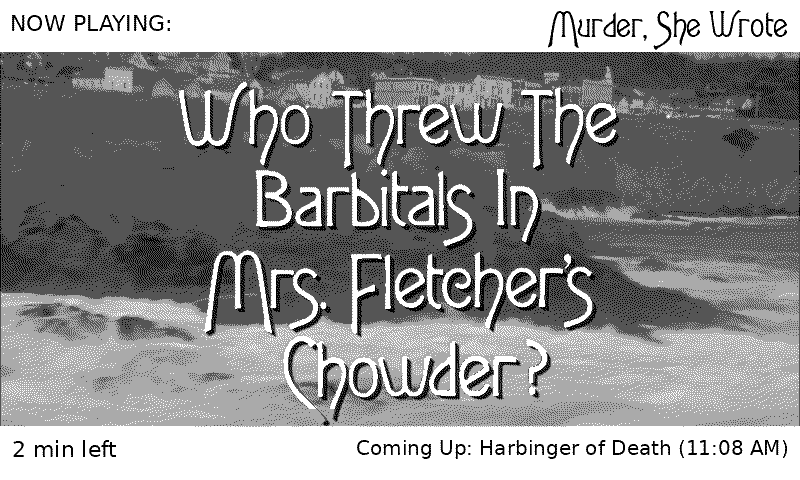 NOW PLAYING:
Murder, She Wrote
Who Threw The
Barbitals In
Mrs. Fletcher's
Chowder?
2 min left
Coming Up: Harbinger of Death (11:08 AM)